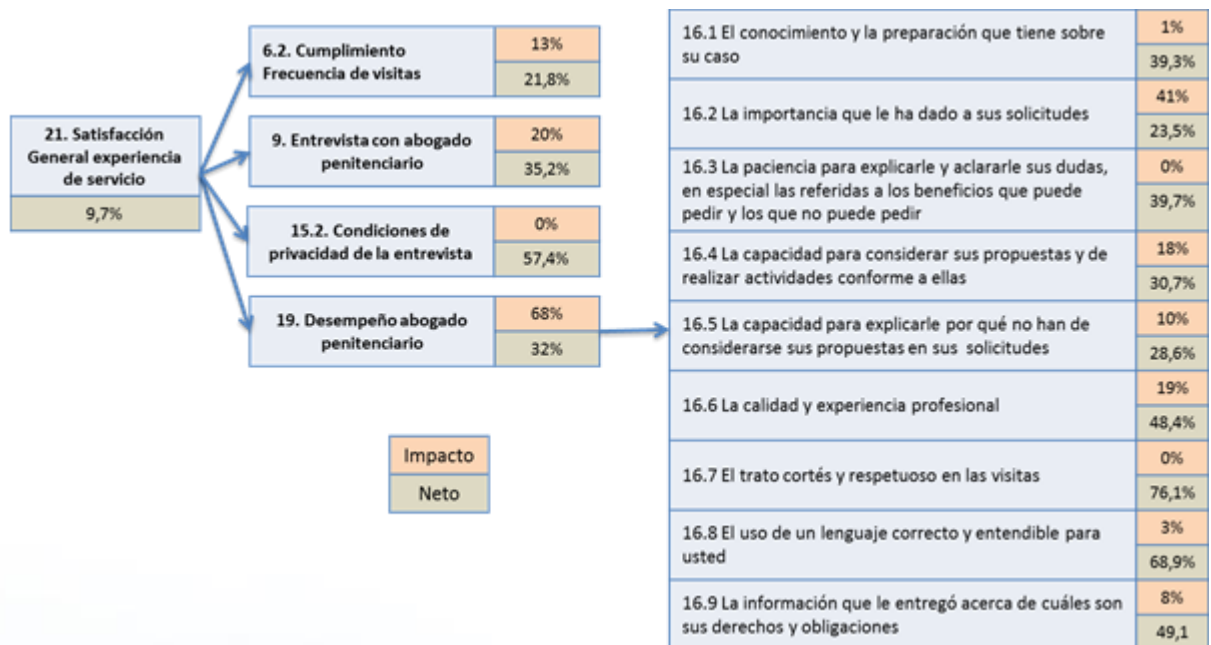 21. Satisfacción
General experiencia
de servicio
9,7%
6.2. Cumplimiento
Frecuencia de visitas
13%
21,8%
9. Entrevista con abogado
penitenciario
20%
35,2%
15.2. Condiciones de
privacidad de la entrevista
0%
57,4%
19. Desempeño abogado
penitenciario
68%
32%
Impacto
Neto
16.1 El conocimiento y la preparación que tiene sobre
su caso
1%
39,3%
16.2 La importancia que le ha dado a sus solicitudes
41%
23,5%
16.3 La paciencia para explicarle y aclararle sus dudas,
en especial las referidas a los beneficios que puede
pedir y los que no puede pedir
0%
39,7%
16.4 La capacidad para considerar sus propuestas y de
realizar actividades conforme a ellas
18%
30,7%
16.5 La capacidad para explicarle por qué no han de
considerarse sus propuestas en sus solicitudes
10%
28,6%
16.6 La calidad y experiencia profesional
19%
48,4%
16.7 El trato cortés y respetuoso en las visitas
0%
76,1%
16.8 El uso de un lenguaje correcto y entendible para
usted
3%
68,9%
16.9 La información que le entregó acerca de cuáles son
sus derechos y obligaciones
8%
49,1